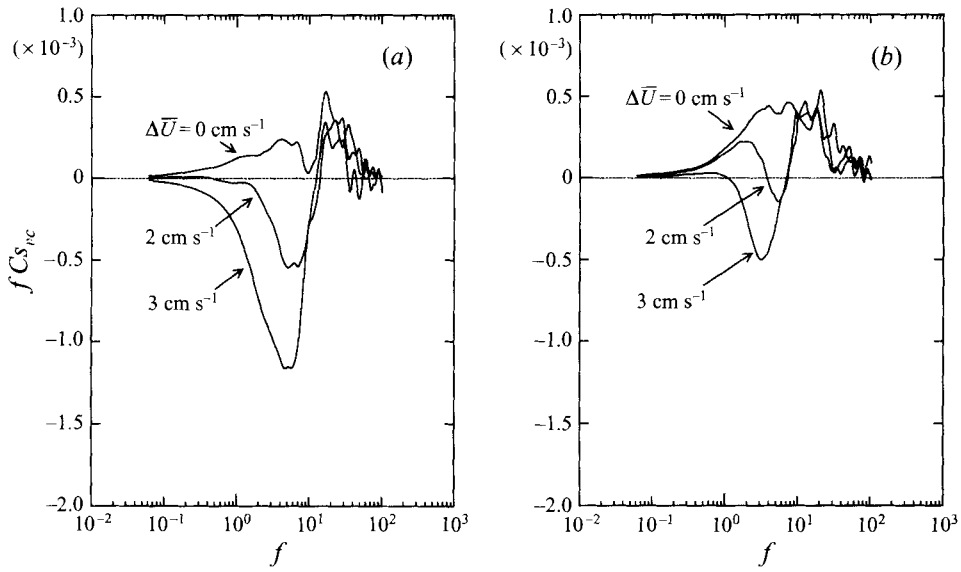 1.0
(× 10⁻³)
0.5
0
−0.5
−1.0
−1.5
−2.0
10⁻²
10⁻¹
10⁰
10¹
10²
10³
f
f Cs_vc
(a)
ΔU̅ = 0 cm s⁻¹
2 cm s⁻¹
3 cm s⁻¹
1.0
(× 10⁻³)
0.5
0
−0.5
−1.0
−1.5
−2.0
10⁻²
10⁻¹
10⁰
10¹
10²
10³
f
(b)
ΔU̅ = 0 cm s⁻¹
2 cm s⁻¹
3 cm s⁻¹